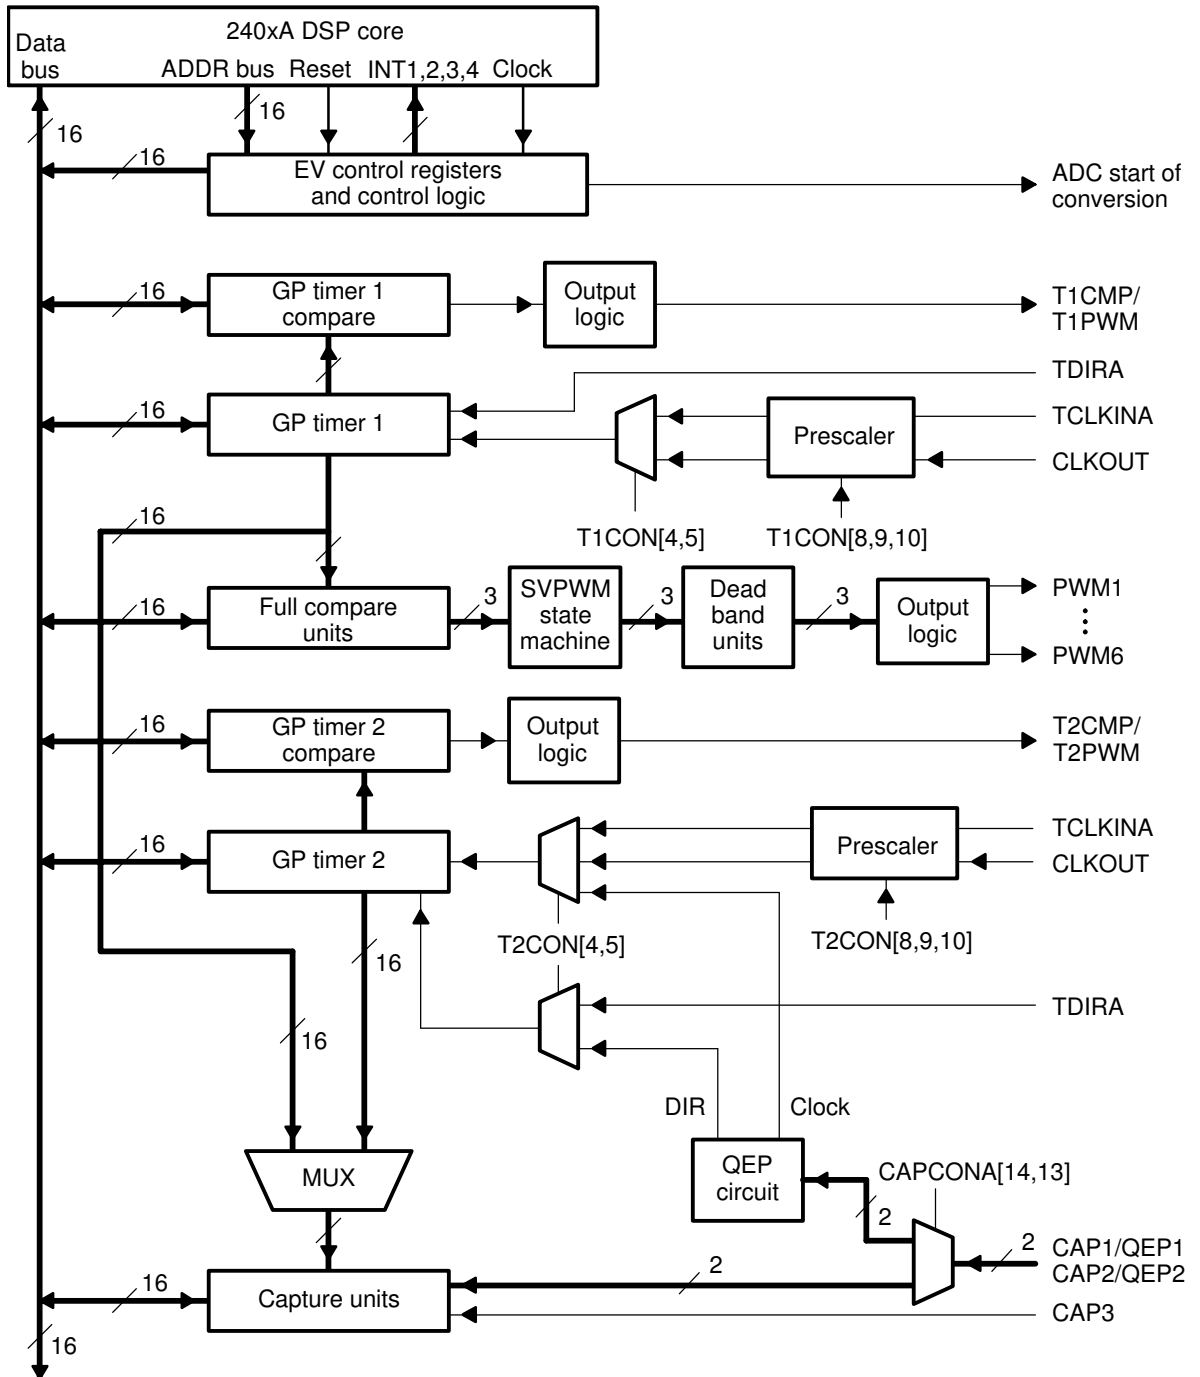 240xA DSP core
Data
bus
ADDR bus
Reset
INT1,2,3,4
Clock
16
16
16
EV control registers
and control logic
ADC start of
conversion
16
GP timer 1
compare
Output
logic
T1CMP/
T1PWM
TDIRA
16
GP timer 1
Prescaler
TCLKINA
CLKOUT
16
T1CON[4,5]
T1CON[8,9,10]
16
Full compare
units
3
SVPWM
state
machine
3
Dead
band
units
3
Output
logic
PWM1
PWM6
16
GP timer 2
compare
Output
logic
T2CMP/
T2PWM
16
GP timer 2
Prescaler
TCLKINA
CLKOUT
16
T2CON[4,5]
T2CON[8,9,10]
TDIRA
16
DIR
Clock
MUX
QEP
circuit
CAPCONA[14,13]
2
2
CAP1/QEP1
CAP2/QEP2
16
Capture units
2
CAP3
16